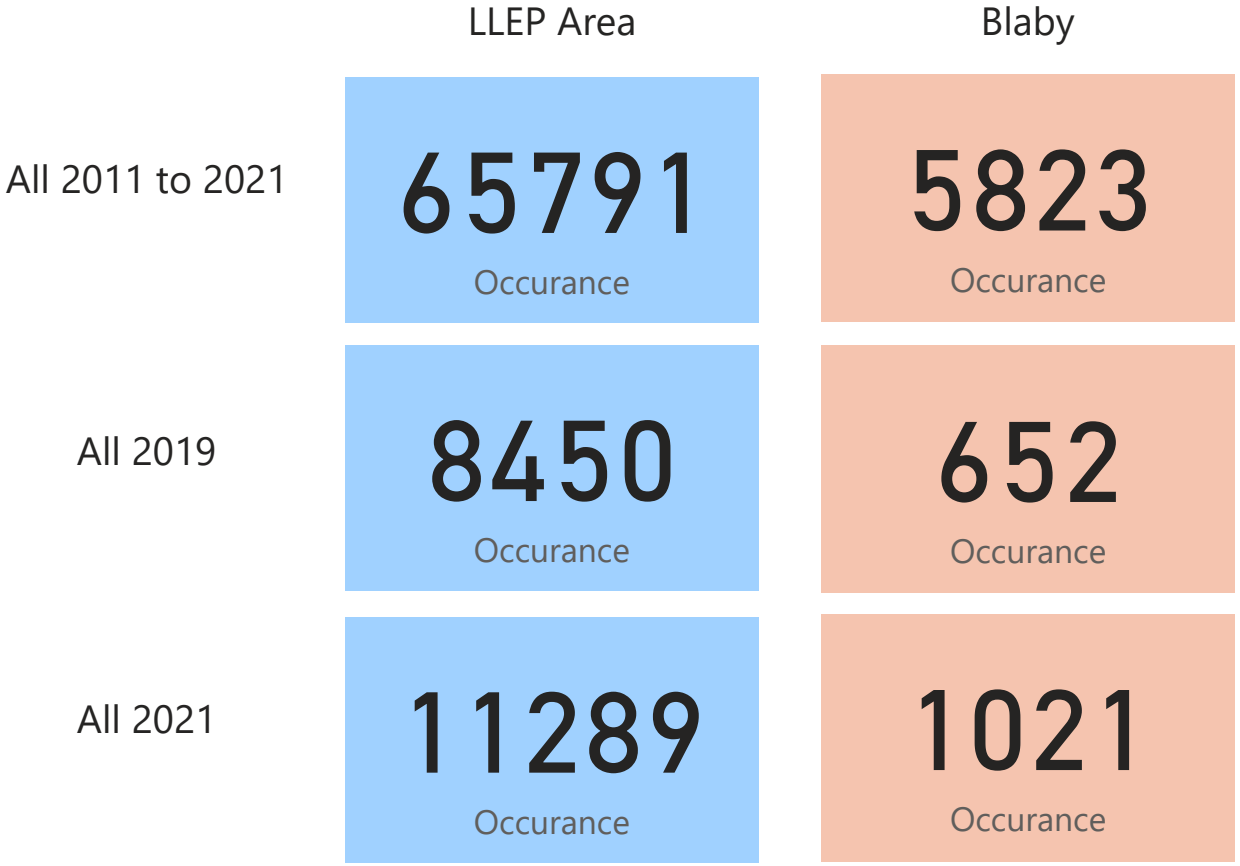 LLEP Area
Blaby
All 2011 to 2021
65791
Occurance
5823
Occurance
All 2019
8450
Occurance
652
Occurance
All 2021
11289
Occurance
1021
Occurance